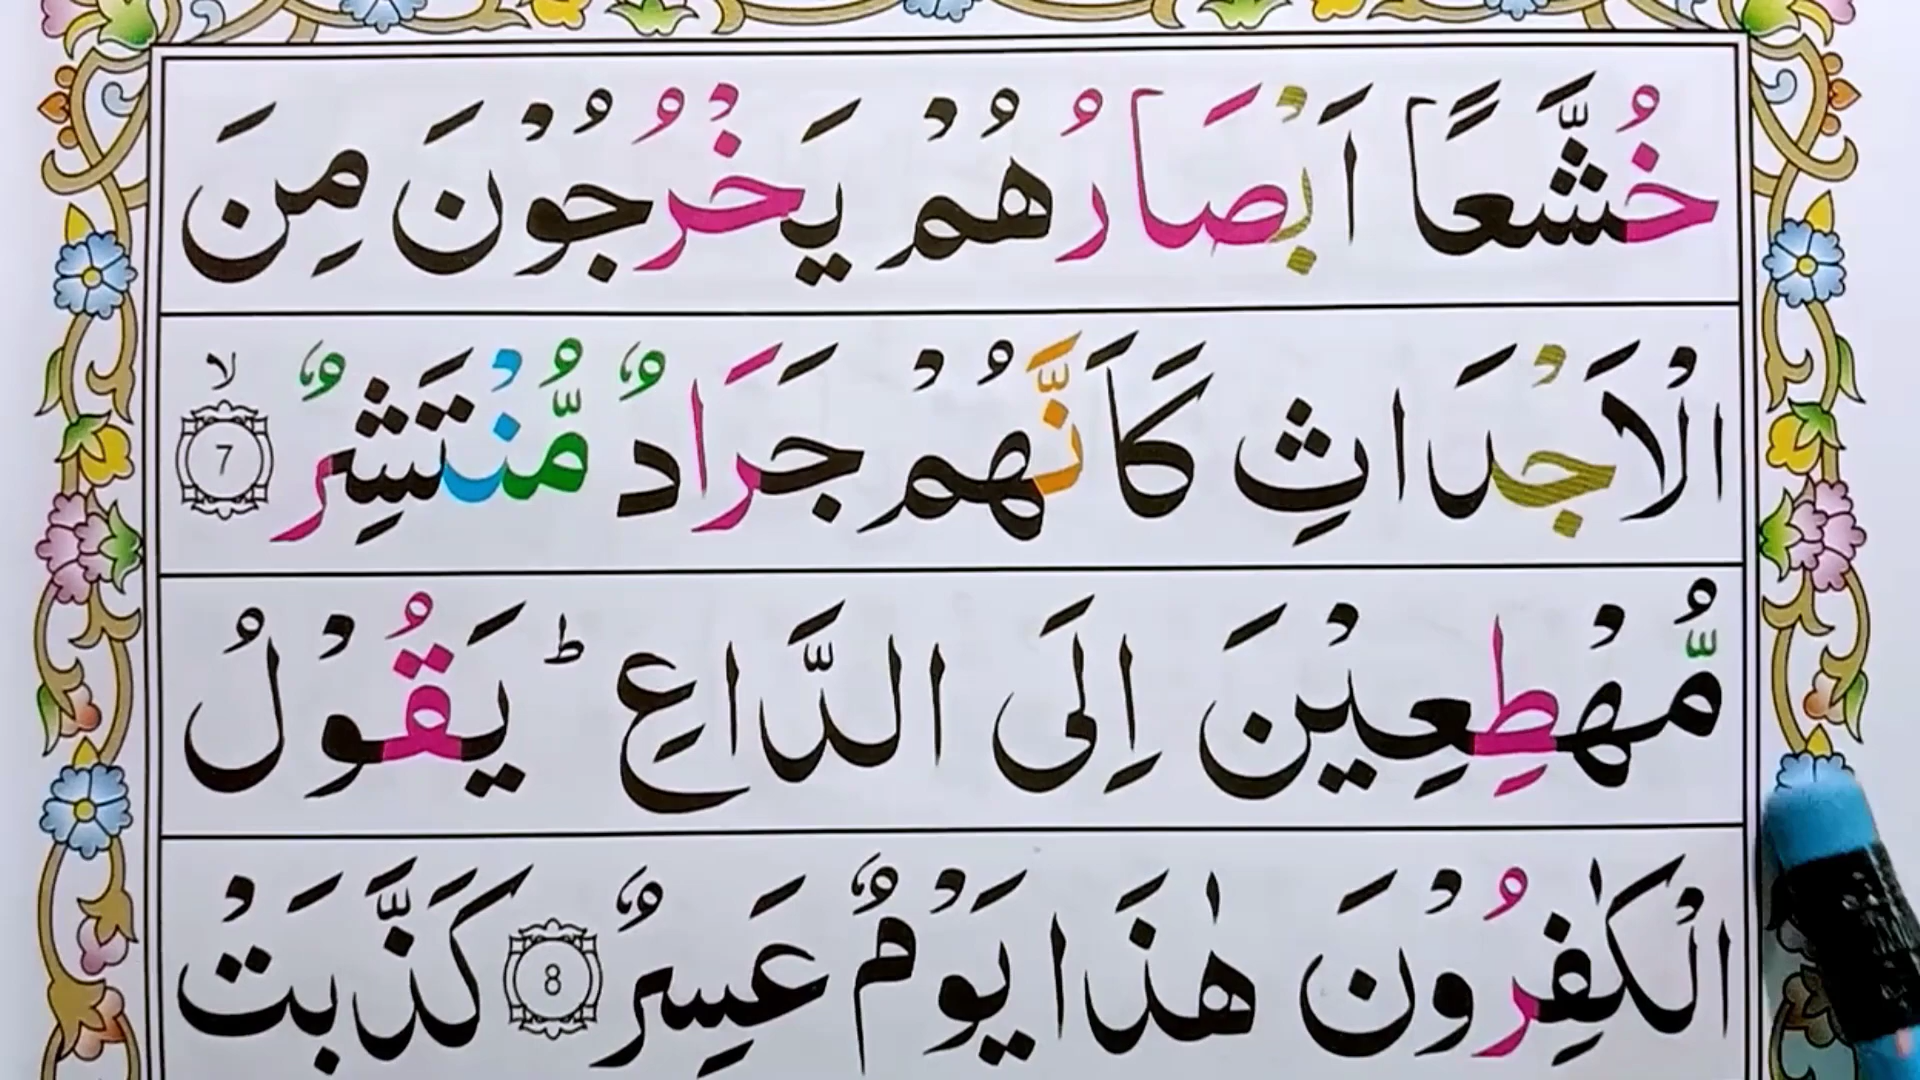 خُشَّعًا اَبْصَارُهُمْ يَخْرُجُوْنَ مِنَ
الْاَجْدَاثِ كَاَنَّهُمْ جَرَادٌ مُّنْتَشِرٌ ۙ 7
مُّهْطِعِيْنَ اِلَى الدَّاعِ ؕ يَقُوْلُ
الْكٰفِرُوْنَ هٰذَا يَوْمٌ عَسِرٌ 8 كَذَّبَتْ